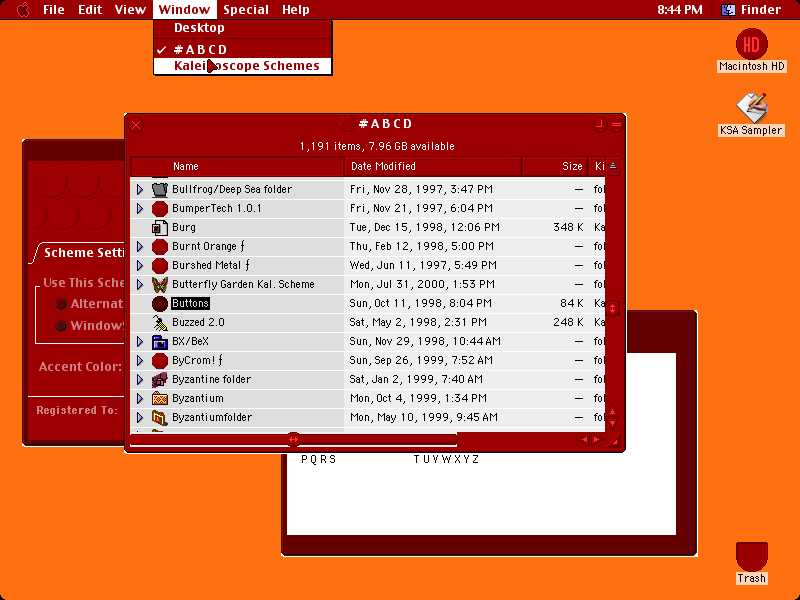 File Edit View Window Special Help 8:44 PM Finder
Desktop
✓ #ABCD
Kaleidoscope Schemes
HD
Macintosh HD
KSA Sampler
#ABCD
1,191 items, 7.96 GB available
Name Date Modified Size Ki
Bullfrog/Deep Sea folder Fri, Nov 28, 1997, 3:47 PM — fol
BumperTech 1.0.1 Fri, Nov 21, 1997, 6:04 PM — fol
Burg Tue, Dec 15, 1998, 12:06 PM 348 K Ka
Burnt Orange ƒ Thu, Feb 12, 1998, 5:00 PM — fol
Burshed Metal ƒ Wed, Jun 11, 1997, 5:49 PM — fol
Butterfly Garden Kal. Scheme Mon, Jul 31, 2000, 1:53 PM — fol
Buttons Sun, Oct 11, 1998, 8:04 PM 84 K Ka
Buzzed 2.0 Sat, May 2, 1998, 2:31 PM 248 K Ka
BX/BeX Sun, Nov 29, 1998, 10:44 AM — fol
ByCrom! ƒ Sun, Sep 26, 1999, 7:52 AM — fol
Byzantine folder Sat, Jan 2, 1999, 7:40 AM — fol
Byzantium Mon, Oct 4, 1999, 1:34 PM — fol
Byzantiumfolder Mon, May 10, 1999, 9:45 AM — fol
Scheme Setti
Use This Sche
Alternat
Window
Accent Color:
Registered To:
PQRS TUVWXYZ
Trash